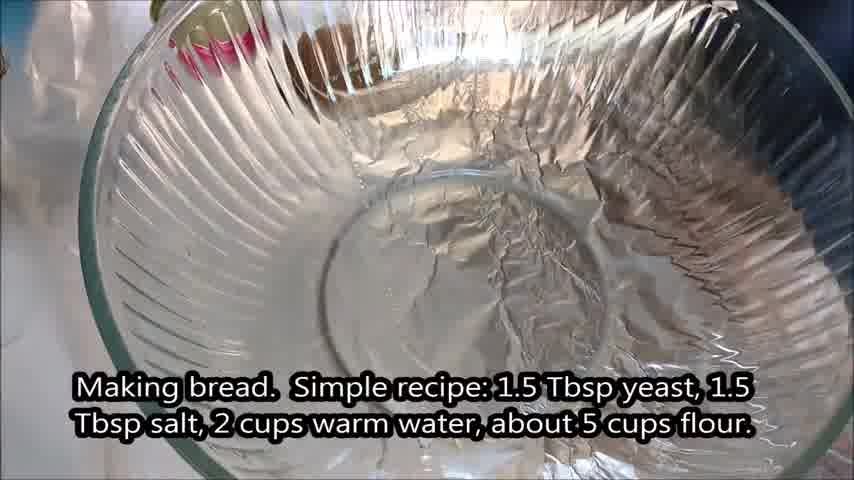 Making bread.  Simple recipe: 1.5 Tbsp yeast, 1.5
Tbsp salt, 2 cups warm water, about 5 cups flour.